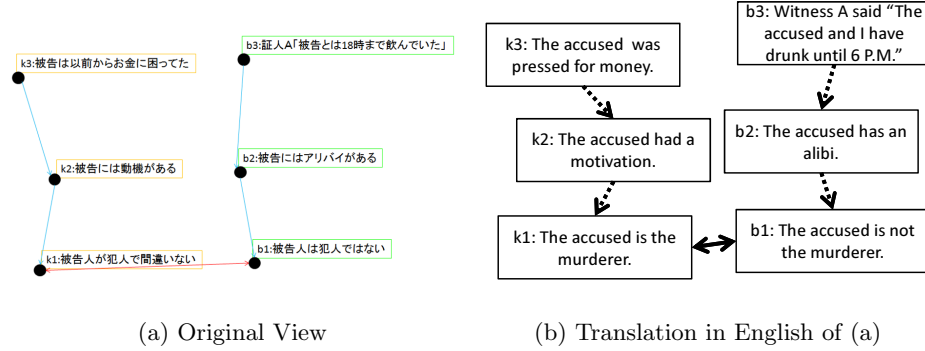 b3:証人A「被告とは18時まで飲んでいた」
k3:被告は以前からお金に困ってた
k2:被告には動機がある
b2:被告にはアリバイがある
k1:被告人が犯人で間違いない
b1:被告人は犯人ではない
(a) Original View
k3: The accused was
pressed for money.
b3: Witness A said “The
accused and I have
drunk until 6 P.M.”
k2: The accused had a
motivation.
b2: The accused has an
alibi.
k1: The accused is the
murderer.
b1: The accused is not
the murderer.
(b) Translation in English of (a)